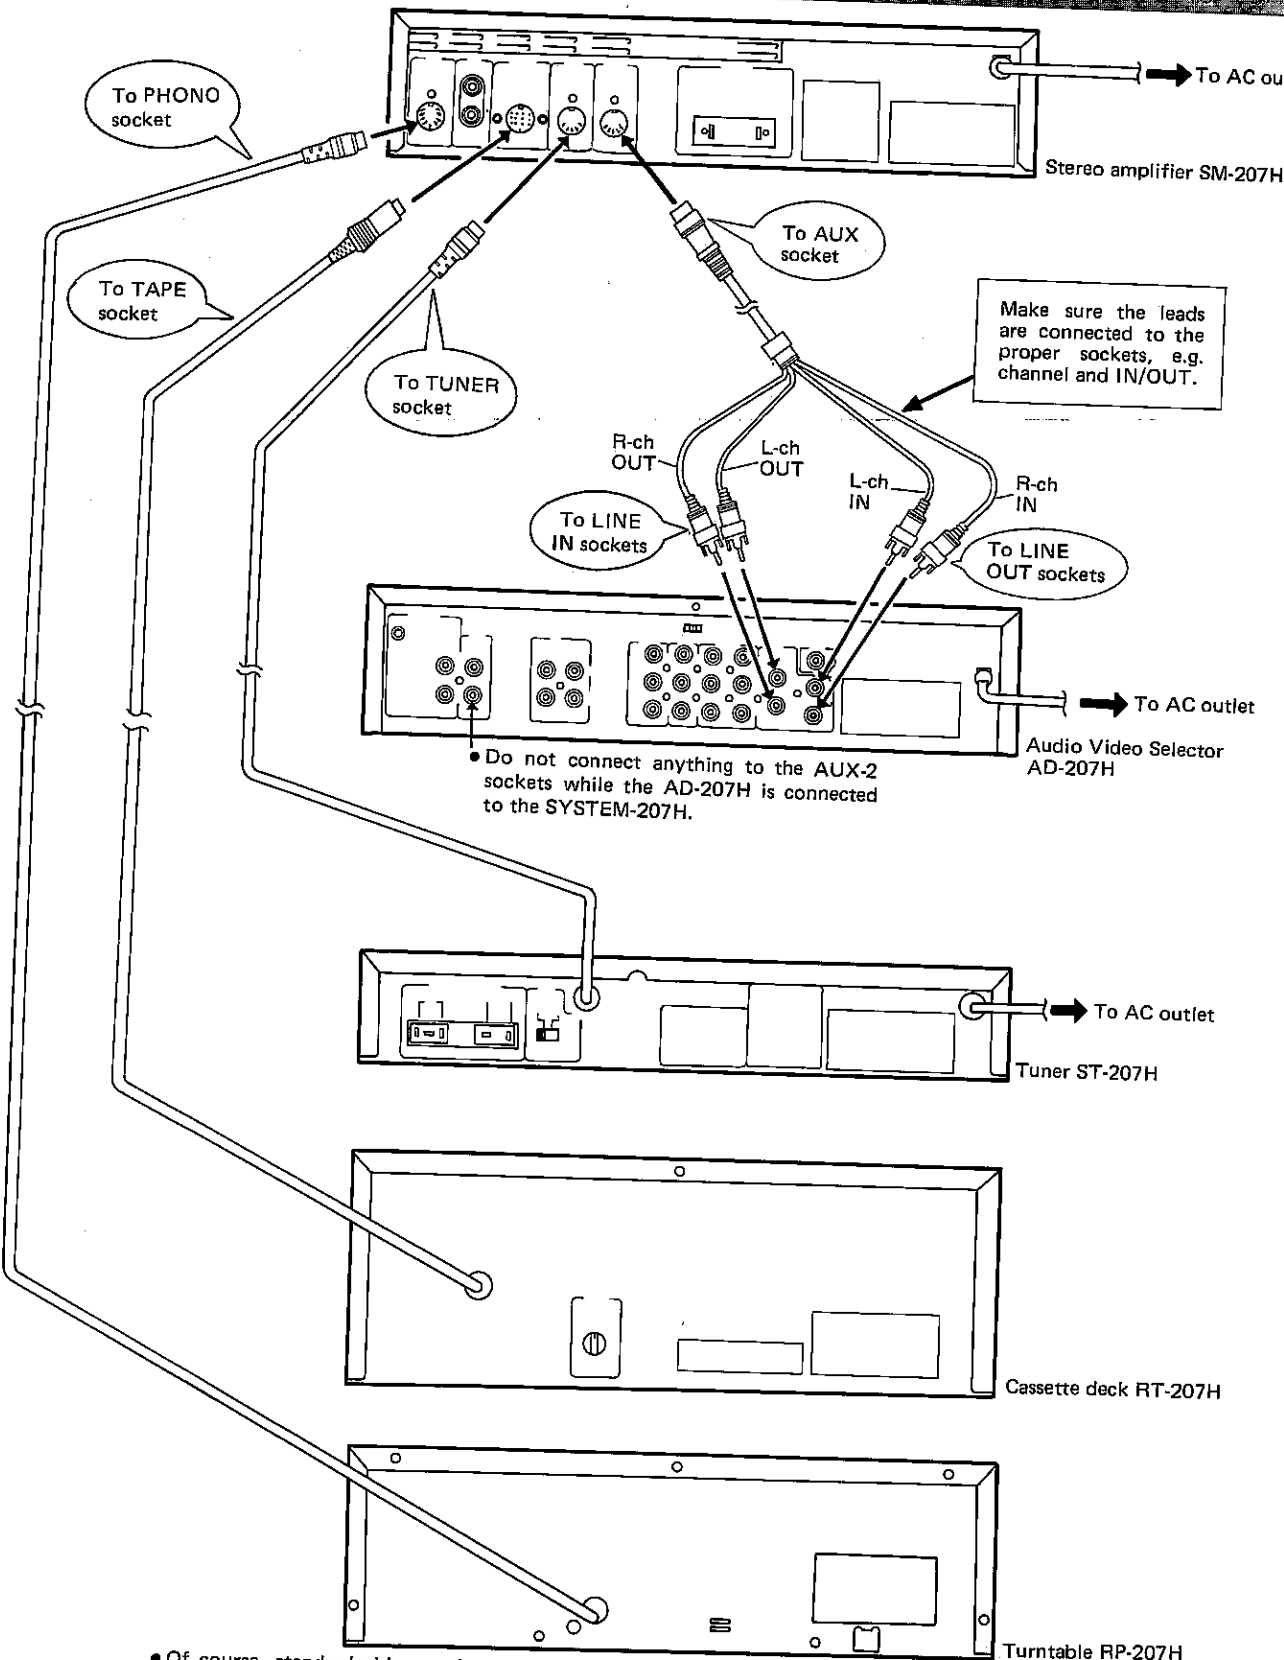 To AC ou
To PHONO
socket
Stereo amplifier SM-207H
To AUX
socket
To TAPE
socket
Make sure the leads
are connected to the
proper sockets, e.g.
channel and IN/OUT.
To TUNER
socket
R-ch
OUT
L-ch
OUT
L-ch
IN
R-ch
IN
To LINE
IN sockets
To LINE
OUT sockets
To AC outlet
Audio Video Selector
AD-207H
● Do not connect anything to the AUX-2
sockets while the AD-207H is connected
to the SYSTEM-207H.
To AC outlet
Tuner ST-207H
Cassette deck RT-207H
Turntable RP-207H
● Of course,